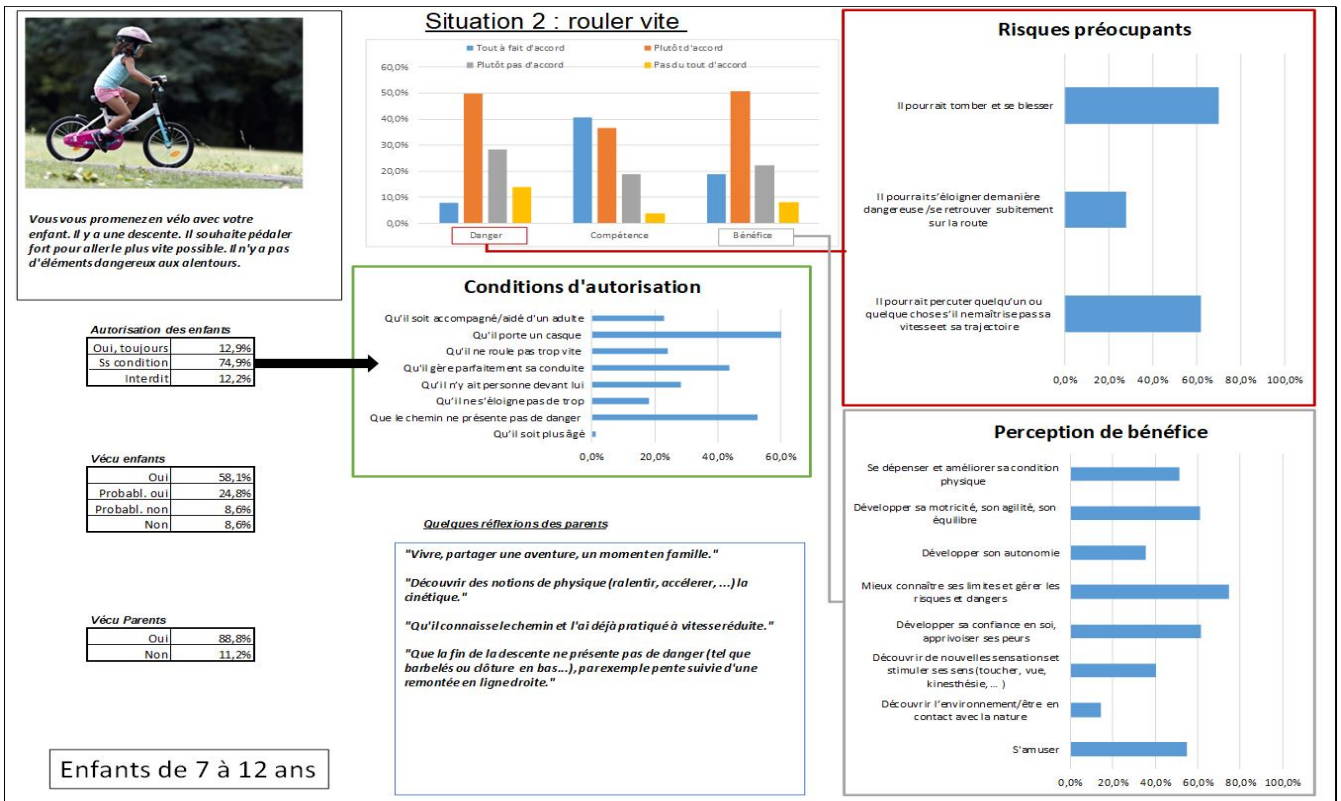 Situation 2 : rouler vite
Tout à fait d'accord
Plutôt d'accord
Plutôt pas d'accord
Pas du tout d'accord
60,0%
50,0%
40,0%
30,0%
20,0%
10,0%
0,0%
Danger
Compétence
Bénéfice
Vous vous promenez en vélo avec votre
enfant. Il y a une descente. Il souhaite pédaler
fort pour aller le plus vite possible. Il n'y a pas
d'éléments dangereux aux alentours.
Autorisation des enfants
Oui, toujours 12,9%
Ss condition 74,9%
Interdit 12,2%
Vécu enfants
Oui 58,1%
Probabl. oui 24,8%
Probabl. non 8,6%
Non 8,6%
Vécu Parents
Oui 88,8%
Non 11,2%
Enfants de 7 à 12 ans
Conditions d'autorisation
Qu'il soit accompagné/aidé d'un adulte
Qu'il porte un casque
Qu'il ne roule pas trop vite
Qu'il gère parfaitement sa conduite
Qu'il n'y ait personne devant lui
Qu'il ne s'éloigne pas de trop
Que le chemin ne présente pas de danger
Qu'il soit plus âgé
0,0% 20,0% 40,0% 60,0%
Quelques réflexions des parents
"Vivre, partager une aventure, un moment en famille."
"Découvrir des notions de physique (ralentir, accélerer, ...) la
cinétique."
"Qu'il connaisse le chemin et l'ai déjà pratiqué à vitesse réduite."
"Que la fin de la descente ne présente pas de danger (tel que
barbelés ou clôture en bas...), par exemple pente suivie d'une
remontée en ligne droite."
Risques préocupants
Il pourrait tomber et se blesser
Il pourrait s'éloigner de manière
dangereuse /se retrouver subitement
sur la route
Il pourrait percuter quelqu'un ou
quelque chose s'il ne maîtrise pas sa
vitesse et sa trajectoire
0,0% 20,0% 40,0% 60,0% 80,0% 100,0%
Perception de bénéfice
Se dépenser et améliorer sa condition
physique
Développer sa motricité, son agilité, son
équilibre
Développer son autonomie
Mieux connaître ses limites et gérer les
risques et dangers
Développer sa confiance en soi,
apprivoiser ses peurs
Découvrir de nouvelles sensations et
stimuler ses sens (toucher, vue,
kinesthésie, ... )
Découvrir l'environnement/être en
contact avec la nature
S'amuser
0,0% 20,0% 40,0% 60,0% 80,0% 100,0%